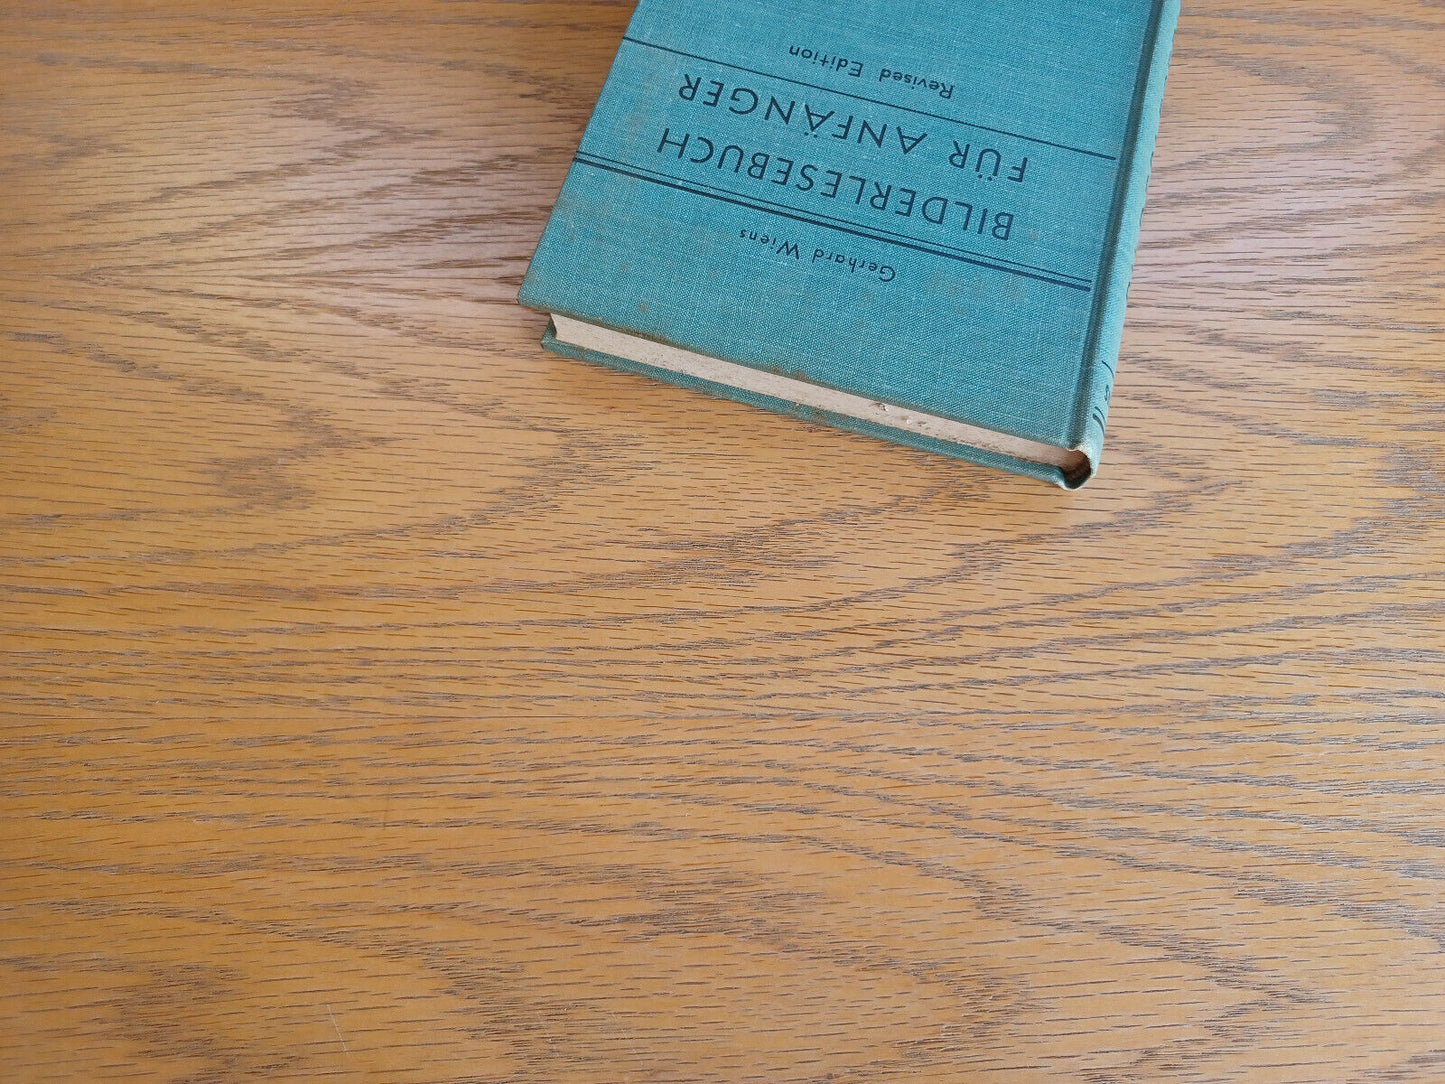 Gerhard Wiens
BILDERLESEBUCH
FÜR ANFÄNGER
Revised Edition